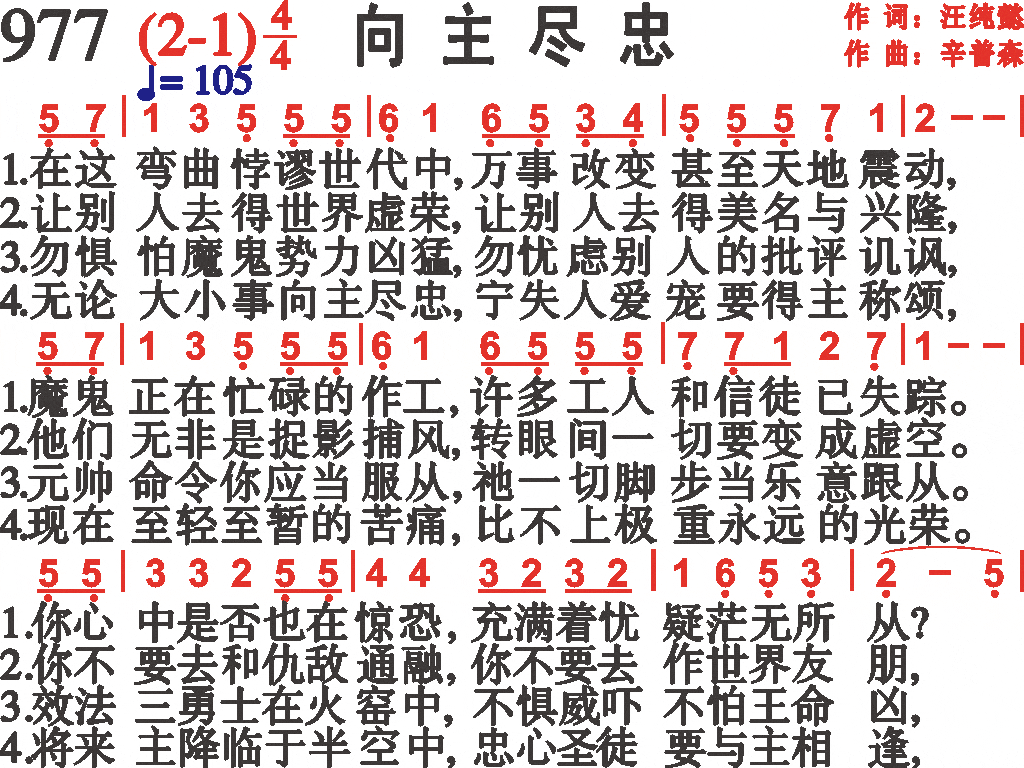 977 (2-1) 4/4 向主尽忠 作 词：汪纯懿
♩= 105 作 曲：辛普森
5 7 | 1 3 5 5 5 | 6 1 6 5 3 4 | 5 5 5 7 1 | 2 - - |
1.在这 弯曲悖谬世代中,万事 改变 甚至天地震动,
2.让别 人去得世界虚荣,让别 人去 得美名与兴隆,
3.勿惧 怕魔鬼势力凶猛,勿忧虑别 人的批评讥讽,
4.无论 大小事向主尽忠,宁失人爱宠要得主称颂,
5 7 | 1 3 5 5 5 | 6 1 6 5 5 5 | 7 7 1 2 7 | 1 - - |
1.魔鬼 正在忙碌的作工,许多工人 和信徒已失踪。
2.他们 无非是捉影捕风,转眼间一 切要变成虚空。
3.元帅 命令你应当服从,祂一切脚 步当乐意跟从。
4.现在 至轻至暂的苦痛,比不上极 重永远的光荣。
5 5 | 3 3 2 5 5 | 4 4 3 2 3 2 | 1 6 5 3 | 2 - 5 |
1.你心 中是否也在惊恐,充满着忧 疑茫无所 从?
2.你不 要去和仇敌通融,你不要去 作世界友 朋,
3.效法 三勇士在火窑中,不惧威吓 不怕王命 凶,
4.将来 主降临于半空中,忠心圣徒 要与主相 逢,